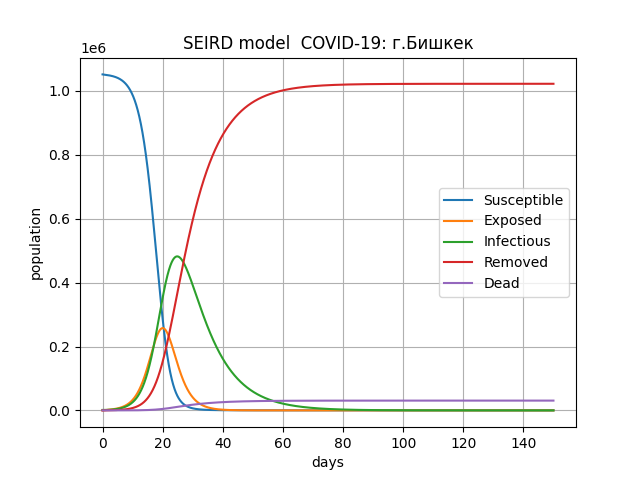 SEIRD model  COVID-19: г.Бишкек
1e6
1.0
0.8
0.6
0.4
0.2
0.0
population
Susceptible
Exposed
Infectious
Removed
Dead
0 20 40 60 80 100 120 140
days